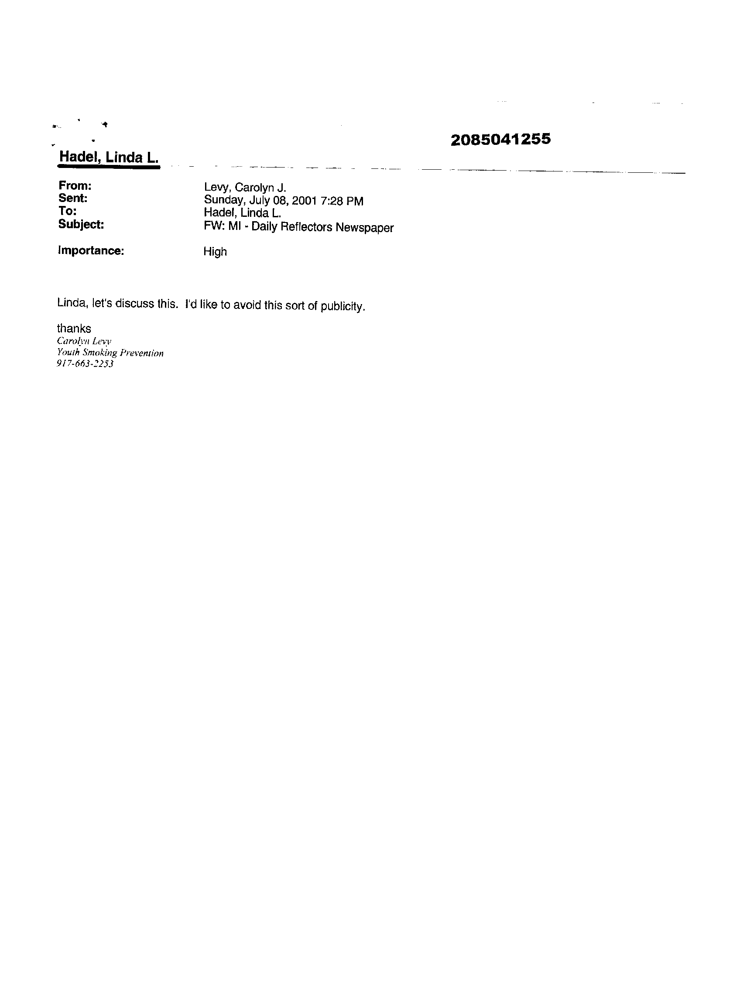 2085041255
Hadel, Linda L.
From: Levy, Carolyn J.
Sent: Sunday, July 08, 2001 7:28 PM
To: Hadel, Linda L.
Subject: FW: MI - Daily Reflectors Newspaper
Importance: High
Linda, let's discuss this. I'd like to avoid this sort of publicity.
thanks
Carolyn Levy
Youth Smoking Prevention
917-663-2253